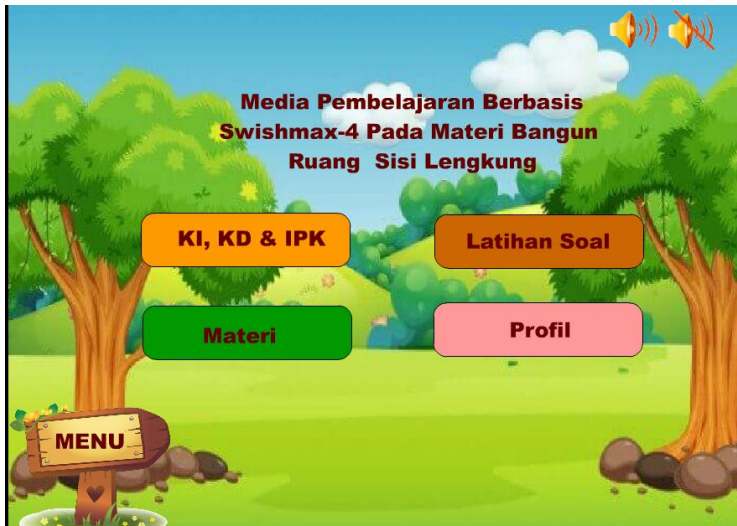 Media Pembelajaran Berbasis
Swishmax-4 Pada Materi Bangun
Ruang Sisi Lengkung
KI, KD & IPK
Latihan Soal
Materi
Profil
MENU